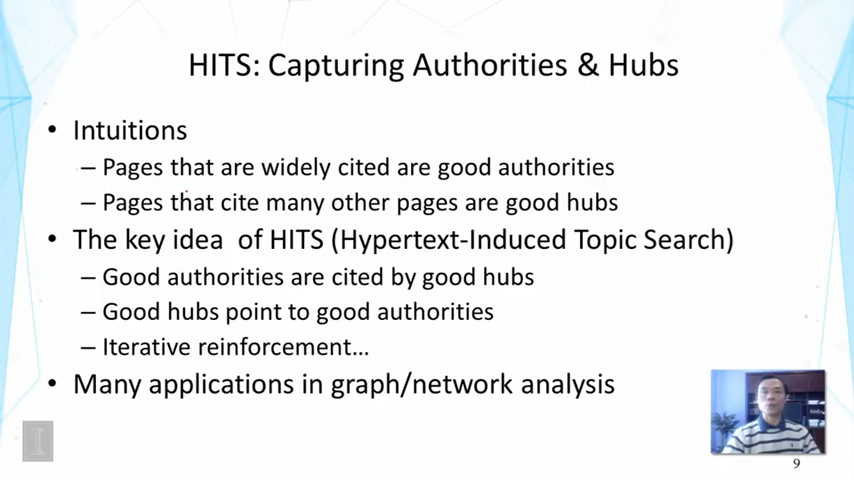 HITS: Capturing Authorities & Hubs
• Intuitions
– Pages that are widely cited are good authorities
– Pages that cite many other pages are good hubs
• The key idea of HITS (Hypertext-Induced Topic Search)
– Good authorities are cited by good hubs
– Good hubs point to good authorities
– Iterative reinforcement...
• Many applications in graph/network analysis
I
9